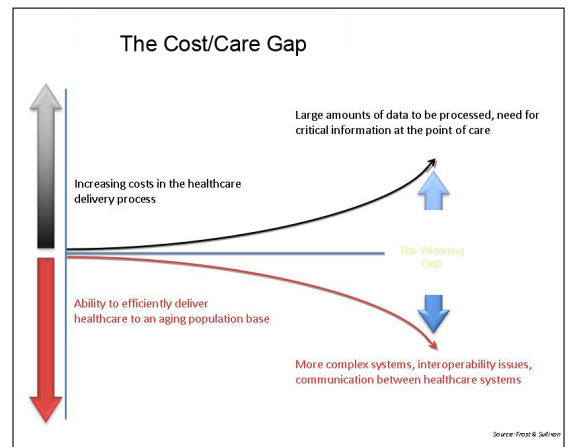 The Cost/Care Gap
Large amounts of data to be processed, need for
critical information at the point of care
Increasing costs in the healthcare
delivery process
The Widening
Gap
Ability to efficiently deliver
healthcare to an aging population base
More complex systems, interoperability issues,
communication between healthcare systems
Source: Frost & Sullivan